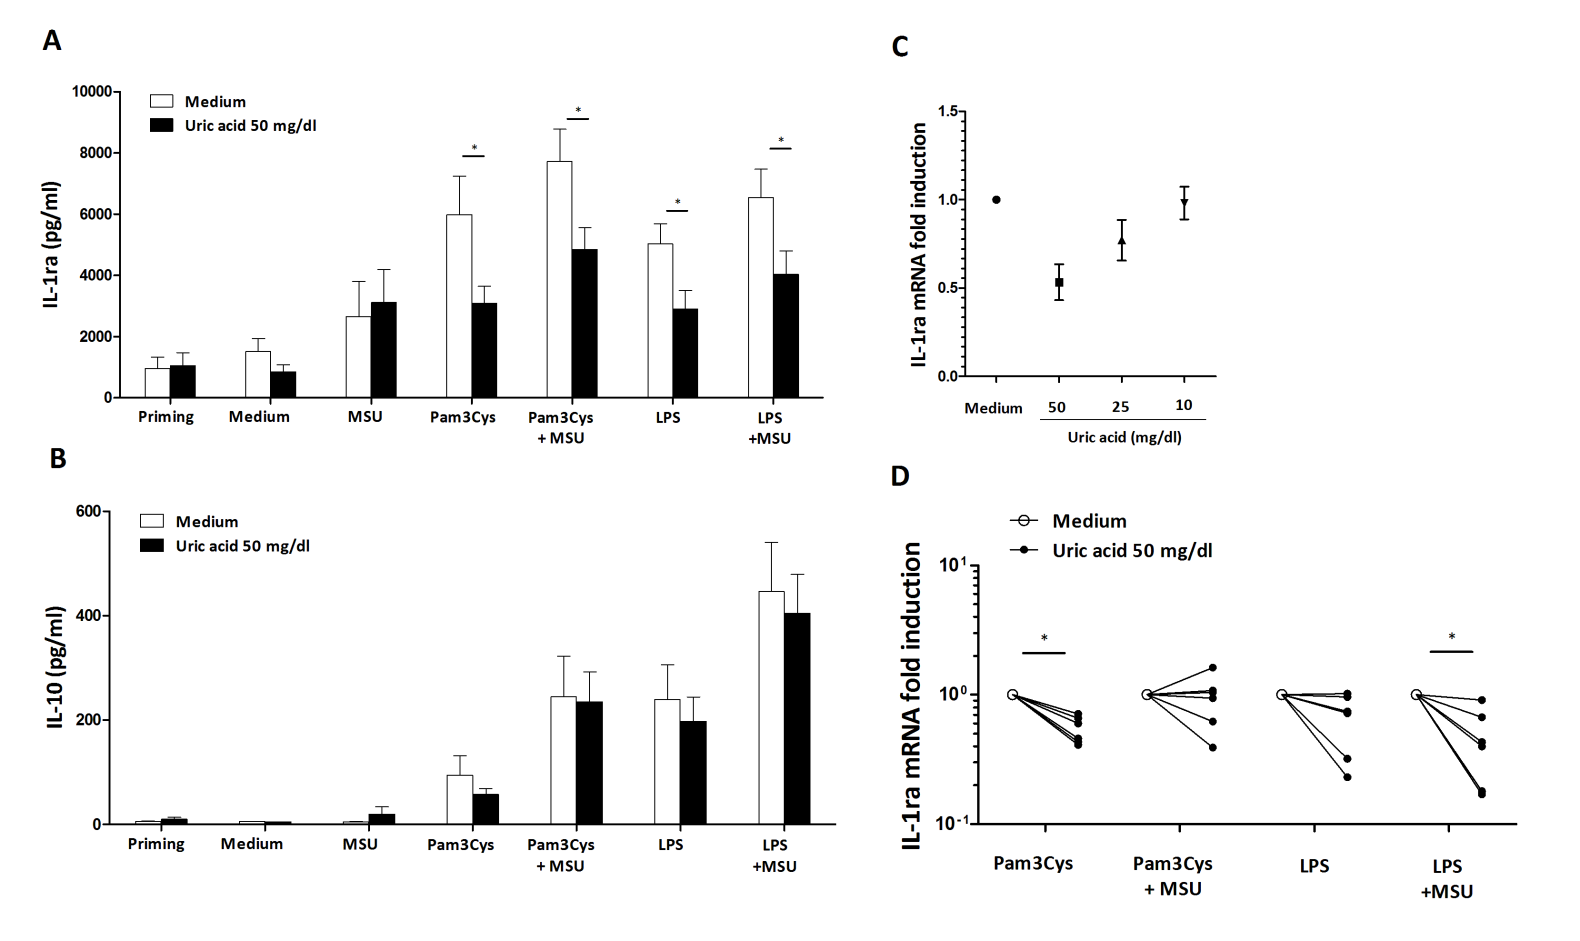 A
Medium
Uric acid 50 mg/dl
IL-1ra (pg/ml)
10000
8000
6000
4000
2000
0
*
*
*
*
Priming Medium MSU Pam3Cys Pam3Cys LPS LPS
+ MSU +MSU
B
Medium
Uric acid 50 mg/dl
IL-10 (pg/ml)
600
400
200
0
Priming Medium MSU Pam3Cys Pam3Cys LPS LPS
+ MSU +MSU
C
IL-1ra mRNA fold induction
1.5
1.0
0.5
0.0
Medium 50 25 10
Uric acid (mg/dl)
D
Medium
Uric acid 50 mg/dl
IL-1ra mRNA fold induction
10¹
10⁰
10⁻¹
*
*
Pam3Cys Pam3Cys LPS LPS
+ MSU +MSU